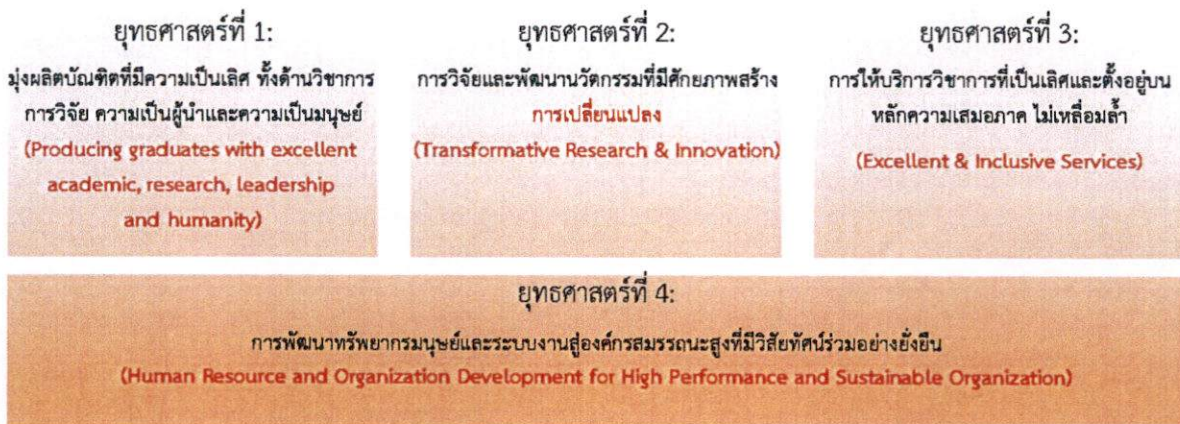 ยุทธศาสตร์ที่ 1:
มุ่งผลิตบัณฑิตที่มีความเป็นเลิศ ทั้งด้านวิชาการ
การวิจัย ความเป็นผู้นำและความเป็นมนุษย์
(Producing graduates with excellent
academic, research, leadership
and humanity)
ยุทธศาสตร์ที่ 2:
การวิจัยและพัฒนานวัตกรรมที่มีศักยภาพสร้าง
การเปลี่ยนแปลง
(Transformative Research & Innovation)
ยุทธศาสตร์ที่ 3:
การให้บริการวิชาการที่เป็นเลิศและตั้งอยู่บน
หลักความเสมอภาค ไม่เหลื่อมล้ำ
(Excellent & Inclusive Services)
ยุทธศาสตร์ที่ 4:
การพัฒนาทรัพยากรมนุษย์และระบบงานสู่องค์กรสมรรถนะสูงที่มีวิสัยทัศน์ร่วมอย่างยั่งยืน
(Human Resource and Organization Development for High Performance and Sustainable Organization)